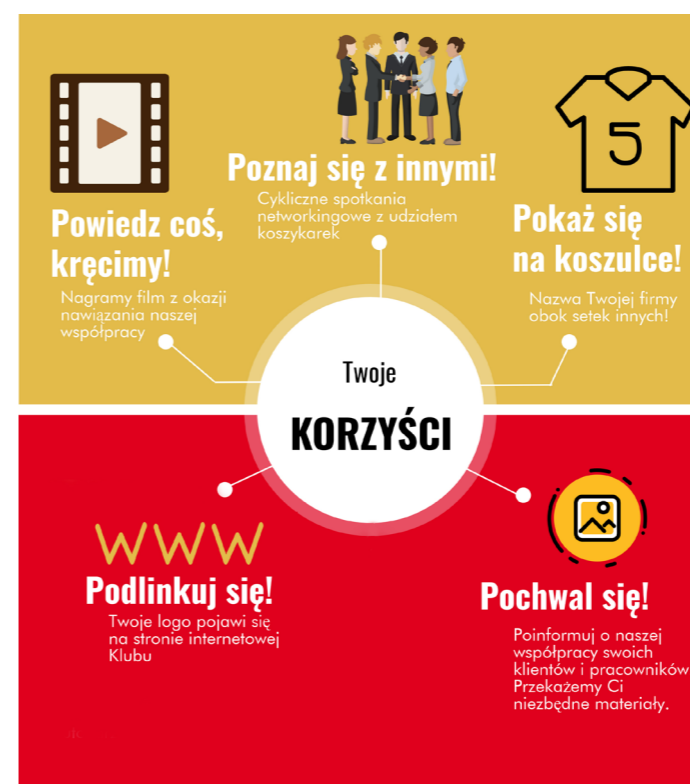 Poznaj się z innymi!
Cykliczne spotkania
networkingowe z udziałem
koszykarek
Powiedz coś,
kręcimy!
Nagramy film z okazji
nawiązania naszej
współpracy
5
Pokaż się
na koszulce!
Nazwa Twojej firmy
obok setek innych!
Twoje
KORZYŚCI
WWW
Podlinkuj się!
Twoje logo pojawi się
na stronie internetowej
Klubu
Pochwal się!
Poinformuj o naszej
współpracy swoich
klientów i pracowników
Przekażemy Ci
niezbędne materiały.